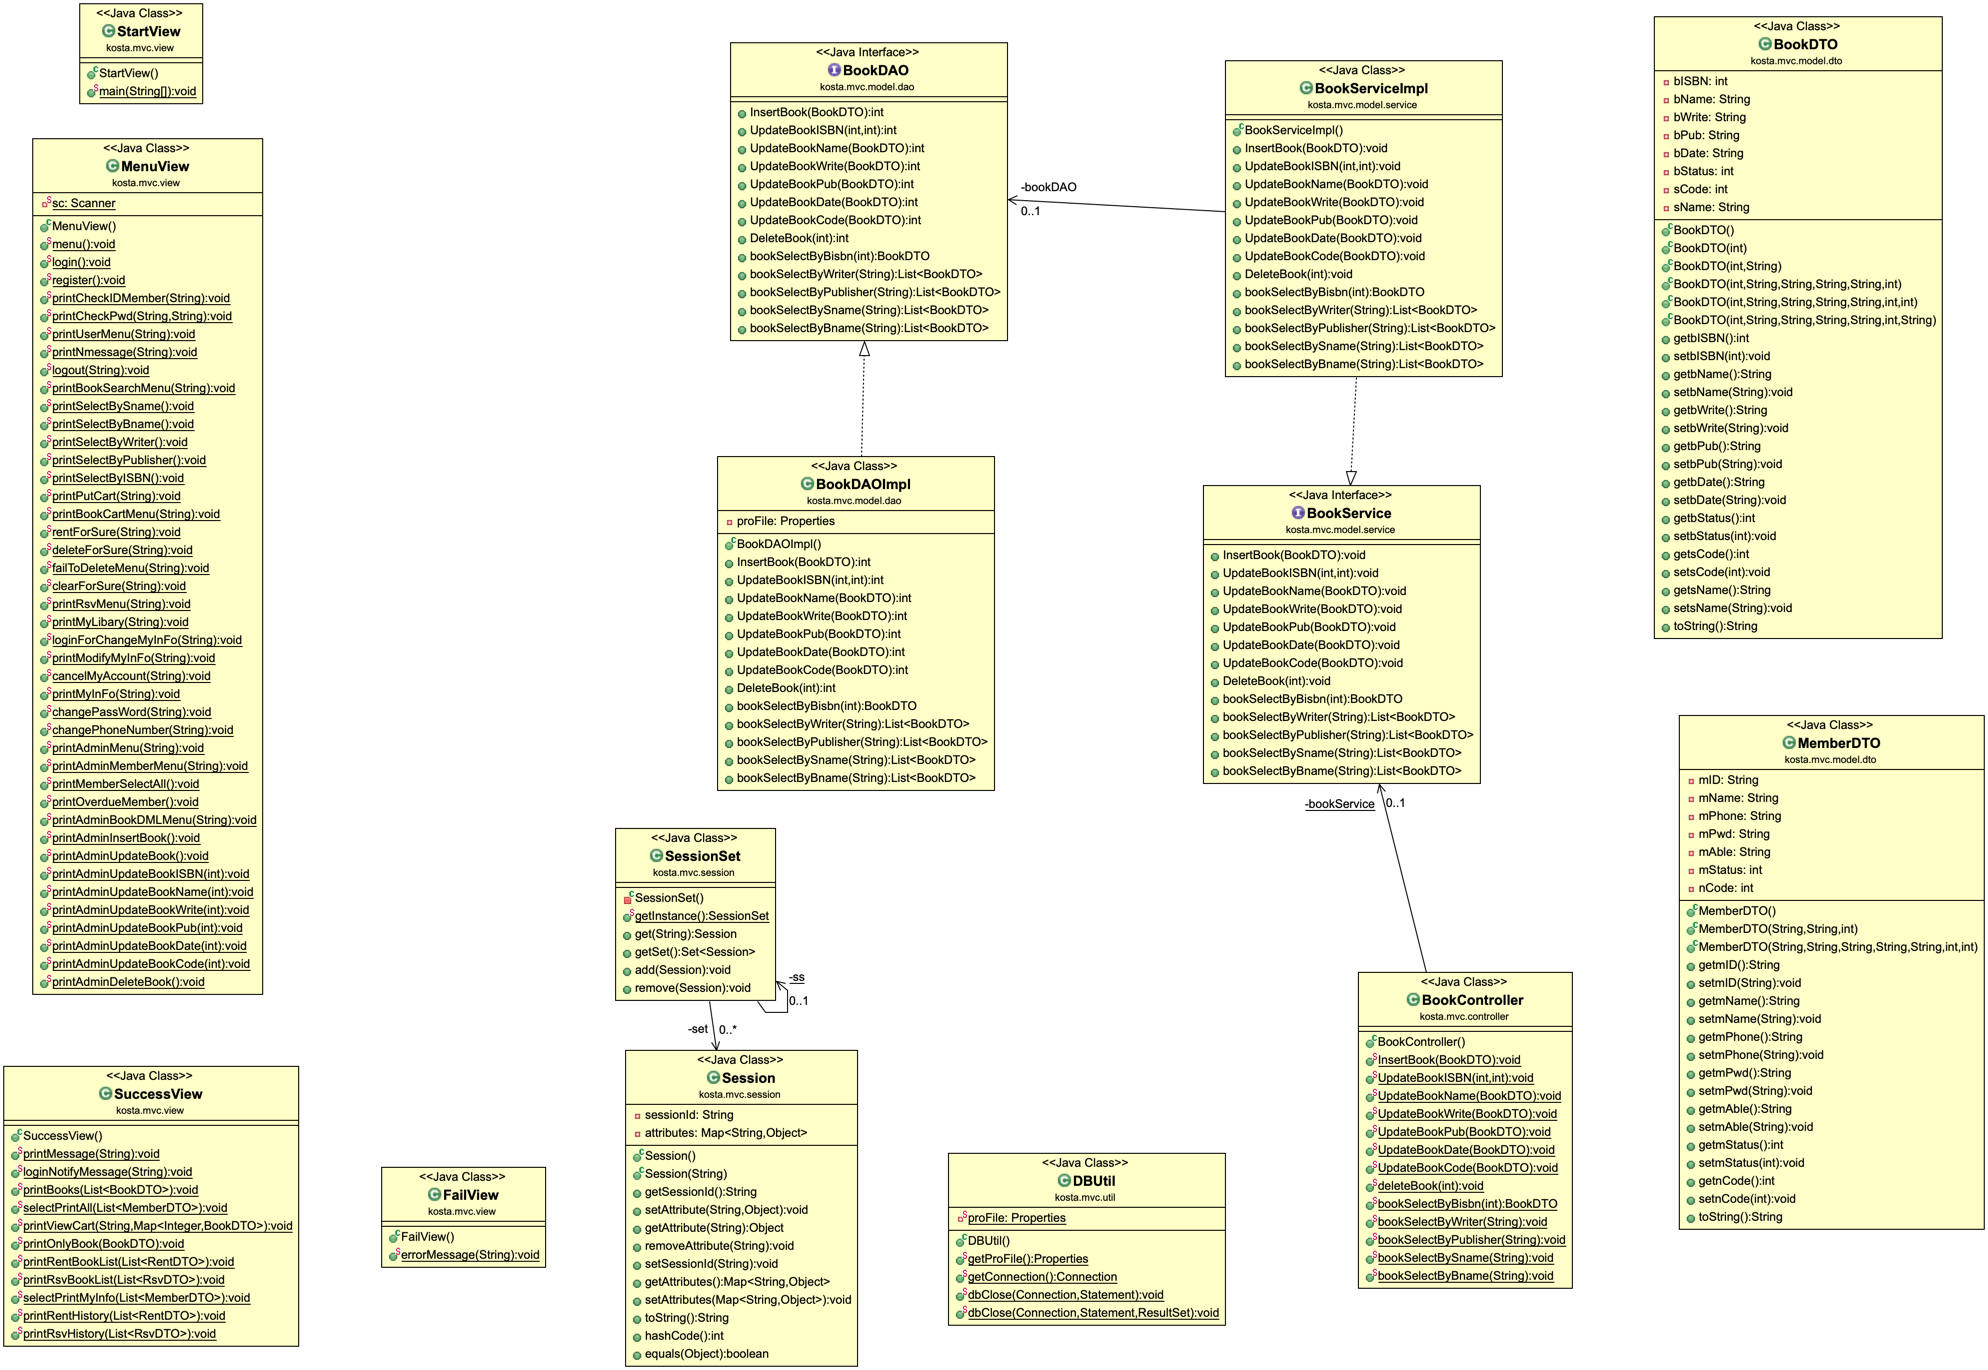 <<Java Class>>
StartView
kosta.mvc.view
StartView()
main(String[]):void
<<Java Class>>
MenuView
kosta.mvc.view
sc: Scanner
MenuView()
menu():void
login():void
register():void
printCheckIDMember(String):void
printCheckPwd(String,String):void
printUserMenu(String):void
printNmessage(String):void
logout(String):void
printBookSearchMenu(String):void
printSelectBySname():void
printSelectByBname():void
printSelectByWriter():void
printSelectByPublisher():void
printSelectByISBN():void
printPutCart(String):void
printBookCartMenu(String):void
rentForSure(String):void
deleteForSure(String):void
failToDeleteMenu(String):void
clearForSure(String):void
printRsvMenu(String):void
printMyLibary(String):void
loginForChangeMyInFo(String):void
printModifyMyInFo(String):void
cancelMyAccount(String):void
printMyInFo(String):void
changePassWord(String):void
changePhoneNumber(String):void
printAdminMenu(String):void
printAdminMemberMenu(String):void
printMemberSelectAll():void
printOverdueMember():void
printAdminBookDMLMenu(String):void
printAdminInsertBook():void
printAdminUpdateBook():void
printAdminUpdateBookISBN(int):void
printAdminUpdateBookName(int):void
printAdminUpdateBookWrite(int):void
printAdminUpdateBookPub(int):void
printAdminUpdateBookDate(int):void
printAdminUpdateBookCode(int):void
printAdminDeleteBook():void
<<Java Class>>
SuccessView
kosta.mvc.view
SuccessView()
printMessage(String):void
loginNotifyMessage(String):void
printBooks(List<BookDTO>):void
selectPrintAll(List<MemberDTO>):void
printViewCart(String,Map<Integer,BookDTO>):void
printOnlyBook(BookDTO):void
printRentBookList(List<RentDTO>):void
printRsvBookList(List<RsvDTO>):void
selectPrintMyInfo(List<MemberDTO>):void
printRentHistory(List<RentDTO>):void
printRsvHistory(List<RsvDTO>):void
<<Java Class>>
FailView
kosta.mvc.view
FailView()
errorMessage(String):void
<<Java Interface>>
BookDAO
kosta.mvc.model.dao
InsertBook(BookDTO):int
UpdateBookISBN(int,int):int
UpdateBookName(BookDTO):int
UpdateBookWrite(BookDTO):int
UpdateBookPub(BookDTO):int
UpdateBookDate(BookDTO):int
UpdateBookCode(BookDTO):int
DeleteBook(int):int
bookSelectByBisbn(int):BookDTO
bookSelectByWriter(String):List<BookDTO>
bookSelectByPublisher(String):List<BookDTO>
bookSelectBySname(String):List<BookDTO>
bookSelectByBname(String):List<BookDTO>
-bookDAO
0..1
<<Java Class>>
BookDAOImpl
kosta.mvc.model.dao
proFile: Properties
BookDAOImpl()
InsertBook(BookDTO):int
UpdateBookISBN(int,int):int
UpdateBookName(BookDTO):int
UpdateBookWrite(BookDTO):int
UpdateBookPub(BookDTO):int
UpdateBookDate(BookDTO):int
UpdateBookCode(BookDTO):int
DeleteBook(int):int
bookSelectByBisbn(int):BookDTO
bookSelectByWriter(String):List<BookDTO>
bookSelectByPublisher(String):List<BookDTO>
bookSelectBySname(String):List<BookDTO>
bookSelectByBname(String):List<BookDTO>
<<Java Class>>
SessionSet
kosta.mvc.session
SessionSet()
getInstance():SessionSet
get(String):Session
getSet():Set<Session>
add(Session):void
remove(Session):void
-ss
0..1
-set
0..*
<<Java Class>>
Session
kosta.mvc.session
sessionId: String
attributes: Map<String,Object>
Session()
Session(String)
getSessionId():String
setAttribute(String,Object):void
getAttribute(String):Object
removeAttribute(String):void
setSessionId(String):void
getAttributes():Map<String,Object>
setAttributes(Map<String,Object>):void
toString():String
hashCode():int
equals(Object):boolean
<<Java Class>>
DBUtil
kosta.mvc.util
proFile: Properties
DBUtil()
getProFile():Properties
getConnection():Connection
dbClose(Connection,Statement):void
dbClose(Connection,Statement,ResultSet):void
<<Java Class>>
BookServiceImpl
kosta.mvc.model.service
BookServiceImpl()
InsertBook(BookDTO):void
UpdateBookISBN(int,int):void
UpdateBookName(BookDTO):void
UpdateBookWrite(BookDTO):void
UpdateBookPub(BookDTO):void
UpdateBookDate(BookDTO):void
UpdateBookCode(BookDTO):void
DeleteBook(int):void
bookSelectByBisbn(int):BookDTO
bookSelectByWriter(String):List<BookDTO>
bookSelectByPublisher(String):List<BookDTO>
bookSelectBySname(String):List<BookDTO>
bookSelectByBname(String):List<BookDTO>
<<Java Interface>>
BookService
kosta.mvc.model.service
InsertBook(BookDTO):void
UpdateBookISBN(int,int):void
UpdateBookName(BookDTO):void
UpdateBookWrite(BookDTO):void
UpdateBookPub(BookDTO):void
UpdateBookDate(BookDTO):void
UpdateBookCode(BookDTO):void
DeleteBook(int):void
bookSelectByBisbn(int):BookDTO
bookSelectByWriter(String):List<BookDTO>
bookSelectByPublisher(String):List<BookDTO>
bookSelectBySname(String):List<BookDTO>
bookSelectByBname(String):List<BookDTO>
-bookService
0..1
<<Java Class>>
BookController
kosta.mvc.controller
BookController()
InsertBook(BookDTO):void
UpdateBookISBN(int,int):void
UpdateBookName(BookDTO):void
UpdateBookWrite(BookDTO):void
UpdateBookPub(BookDTO):void
UpdateBookDate(BookDTO):void
UpdateBookCode(BookDTO):void
deleteBook(int):void
bookSelectByBisbn(int):BookDTO
bookSelectByWriter(String):void
bookSelectByPublisher(String):void
bookSelectBySname(String):void
bookSelectByBname(String):void
<<Java Class>>
BookDTO
kosta.mvc.model.dto
bISBN: int
bName: String
bWrite: String
bPub: String
bDate: String
bStatus: int
sCode: int
sName: String
BookDTO()
BookDTO(int)
BookDTO(int,String)
BookDTO(int,String,String,String,String,int)
BookDTO(int,String,String,String,String,int,int)
BookDTO(int,String,String,String,String,int,String)
getbISBN():int
setbISBN(int):void
getbName():String
setbName(String):void
getbWrite():String
setbWrite(String):void
getbPub():String
setbPub(String):void
getbDate():String
setbDate(String):void
getbStatus():int
setbStatus(int):void
getsCode():int
setsCode(int):void
getsName():String
setsName(String):void
toString():String
<<Java Class>>
MemberDTO
kosta.mvc.model.dto
mID: String
mName: String
mPhone: String
mPwd: String
mAble: String
mStatus: int
nCode: int
MemberDTO()
MemberDTO(String,String,int)
MemberDTO(String,String,String,String,String,int,int)
getmID():String
setmID(String):void
getmName():String
setmName(String):void
getmPhone():String
setmPhone(String):void
getmPwd():String
setmPwd(String):void
getmAble():String
setmAble(String):void
getmStatus():int
setmStatus(int):void
getnCode():int
setnCode(int):void
toString():String